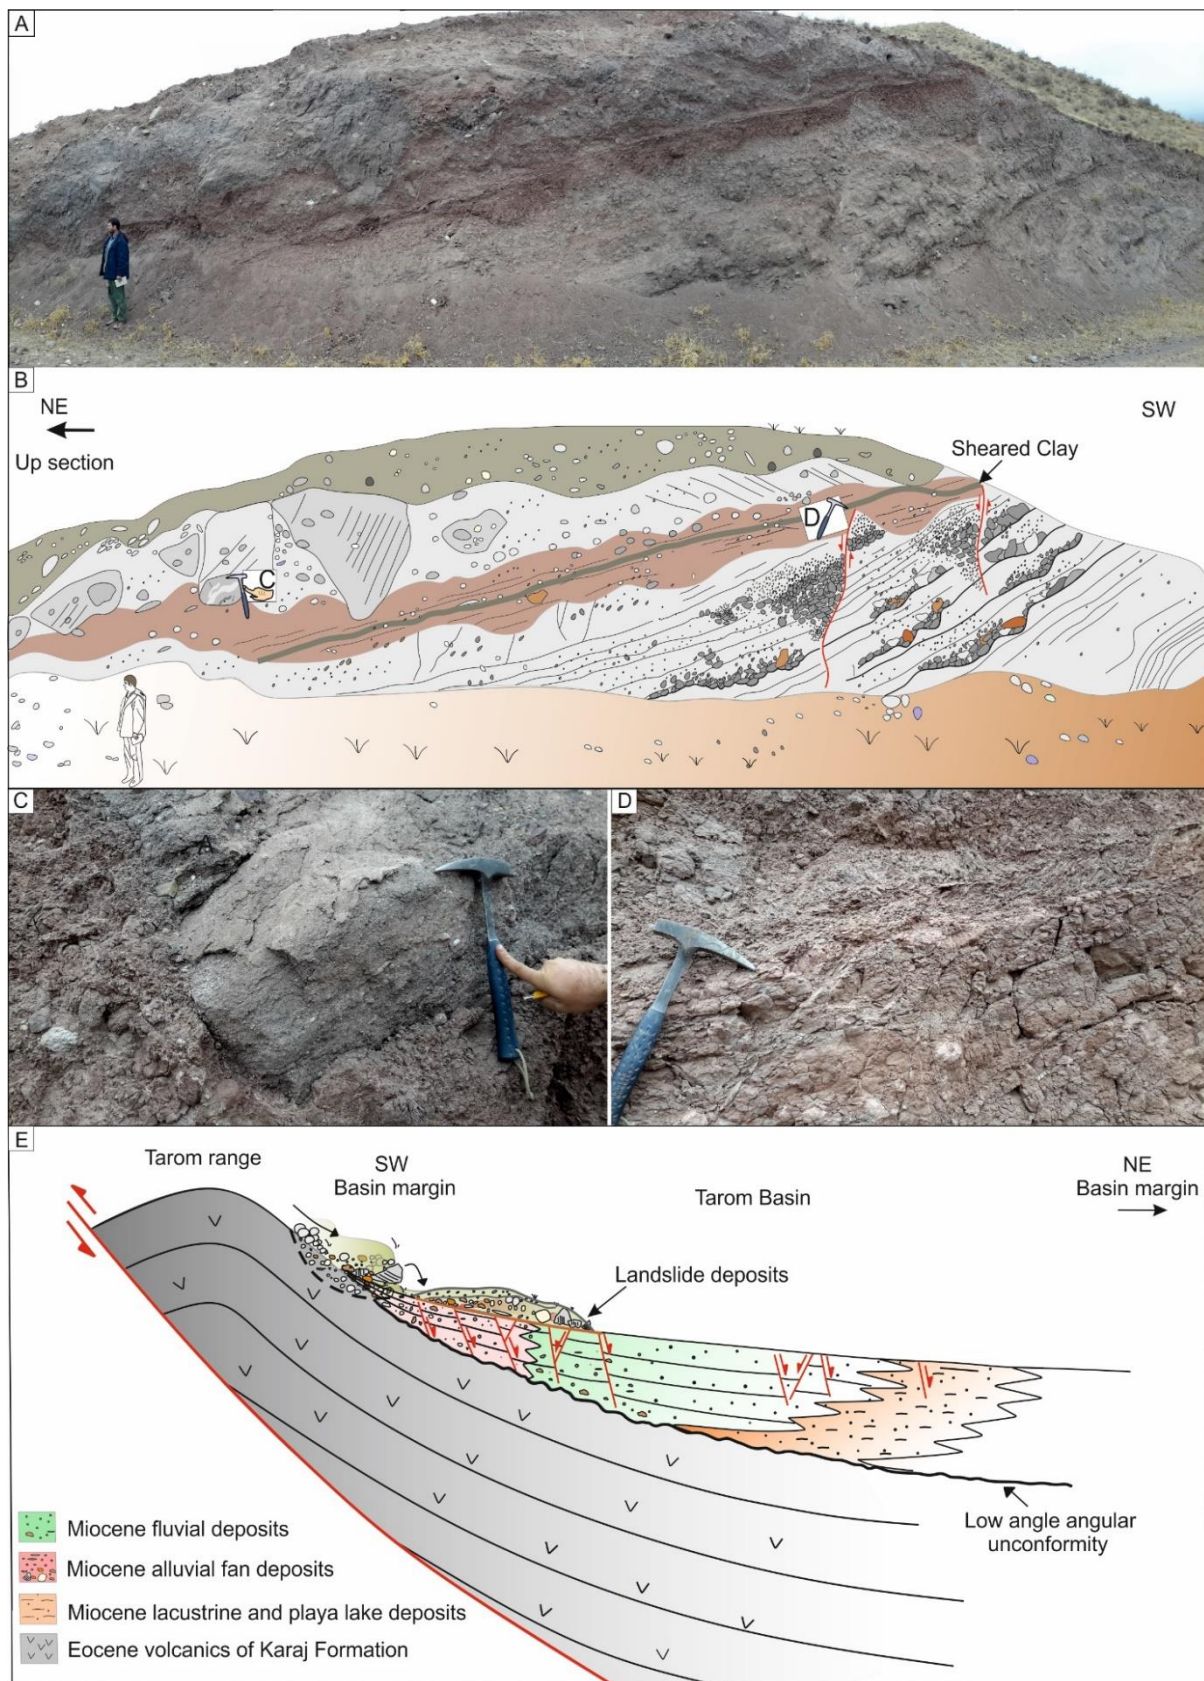 A
B
NE
SW
Up section
Sheared Clay
D
C
C
D
E
Tarom range
SW
Basin margin
Tarom Basin
NE
Basin margin
Landslide deposits
Low angle angular
unconformity
Miocene fluvial deposits
Miocene alluvial fan deposits
Miocene lacustrine and playa lake deposits
Eocene volcanics of Karaj Formation